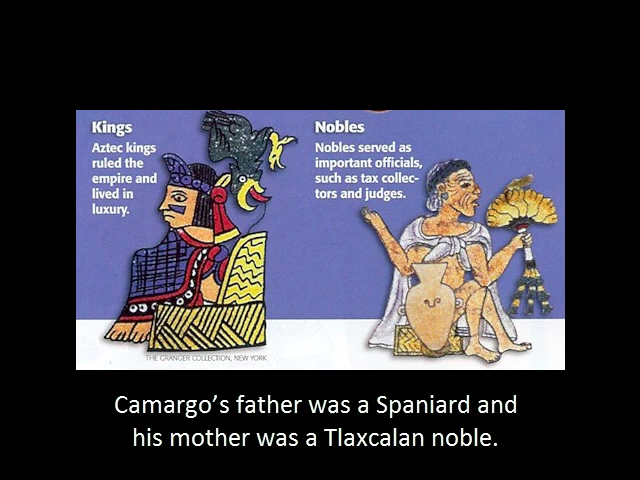 Kings
Aztec kings
ruled the
empire and
lived in
luxury.
Nobles
Nobles served as
important officials,
such as tax collec-
tors and judges.
THE GRANGER COLLECTION, NEW YORK
Camargo’s father was a Spaniard and
his mother was a Tlaxcalan noble.